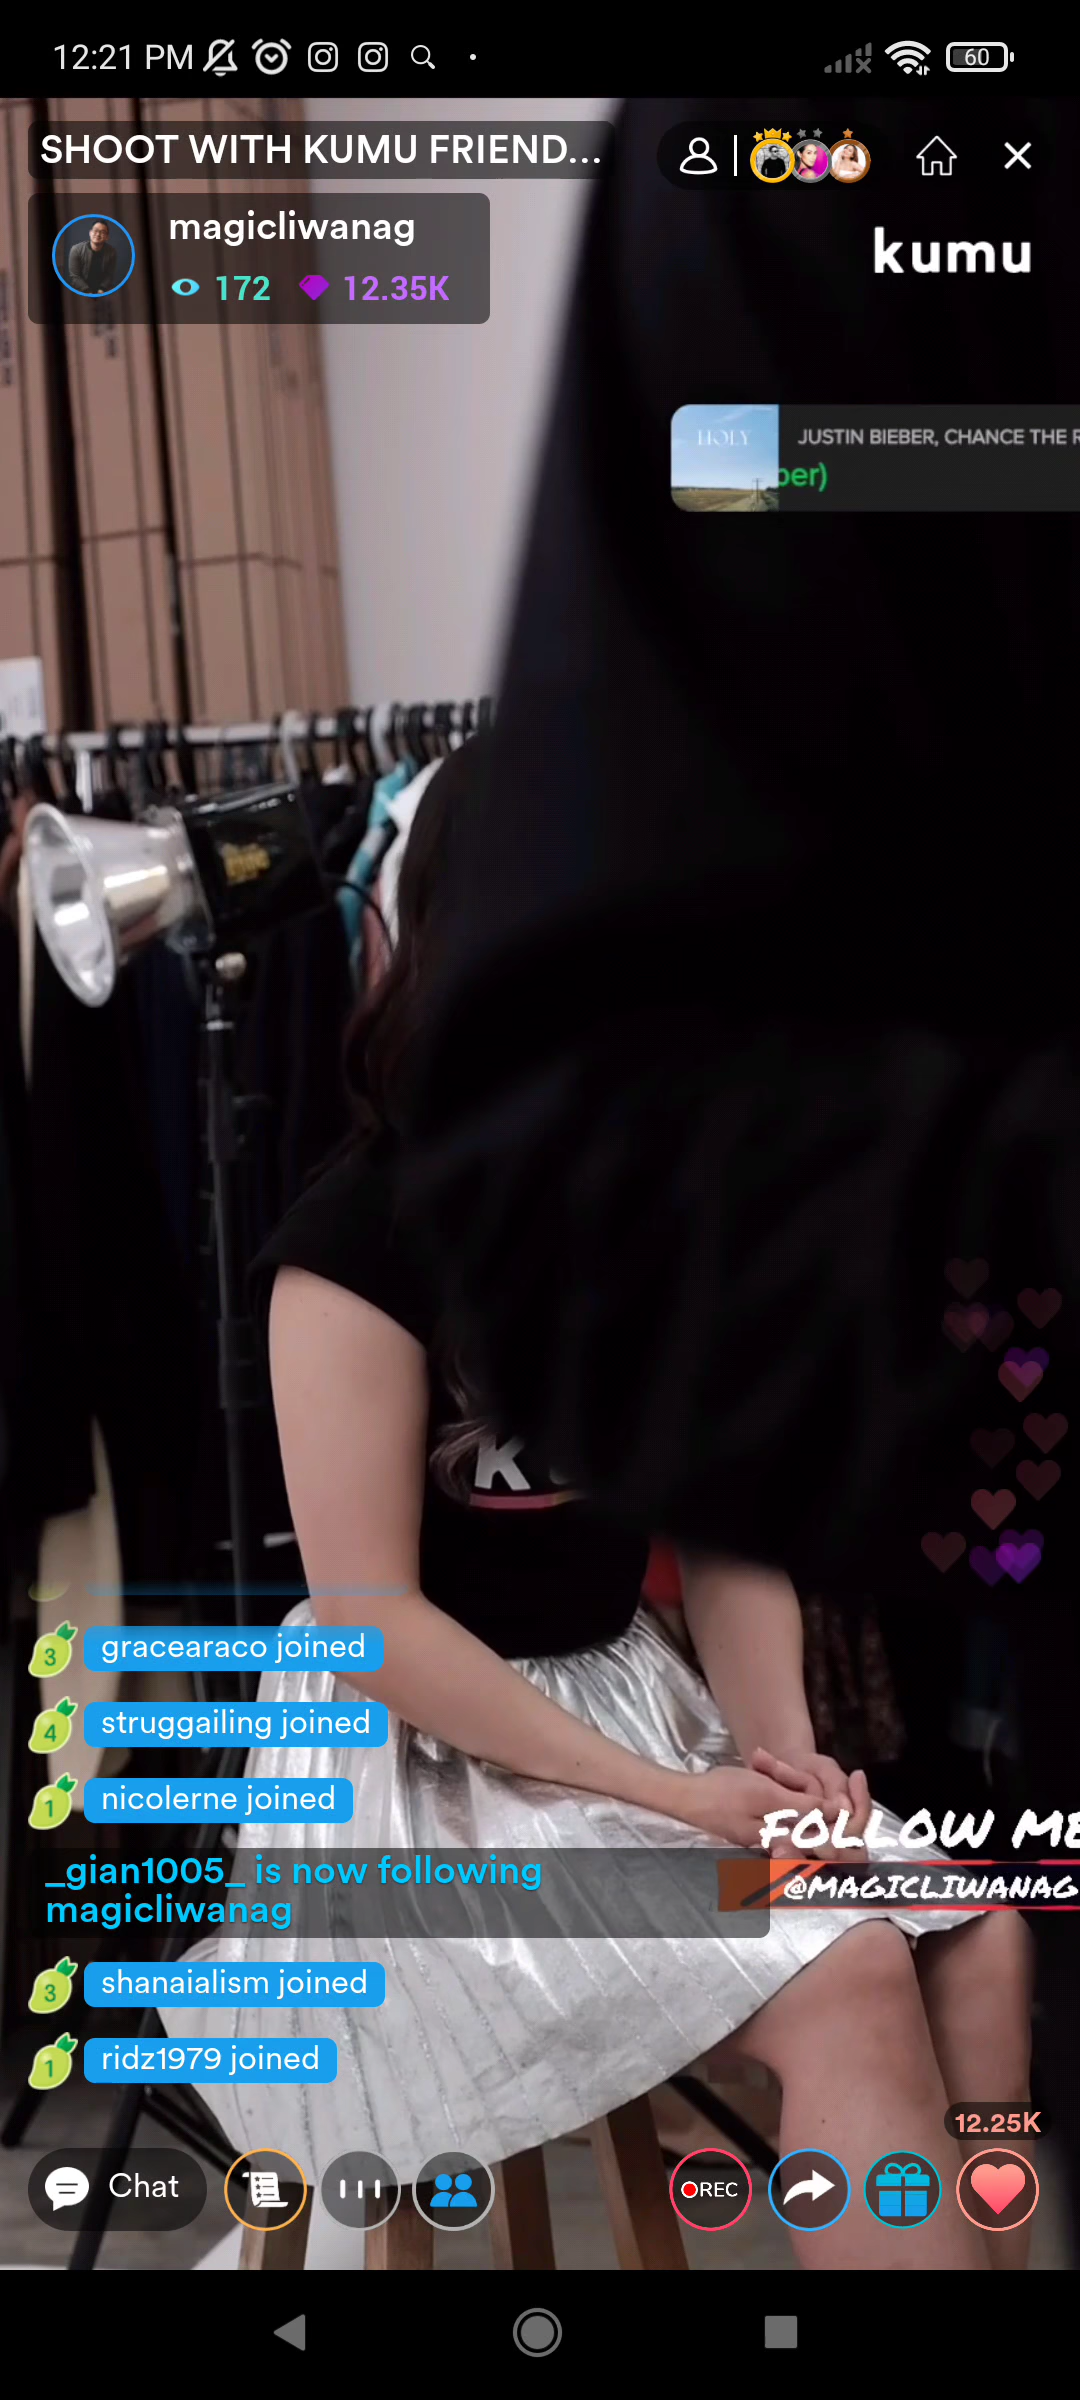 12:21 PM
60
SHOOT WITH KUMU FRIEND...
magicliwanag
172 12.35K
kumu
HOLY
JUSTIN BIEBER, CHANCE THE R
ber)
K
gracearaco joined
3
struggailing joined
4
nicolerne joined
1
_gian1005_ is now following
magicliwanag
FOLLOW ME
@MAGICLIWANAG
shanaialism joined
3
ridz1979 joined
1
12.25K
Chat
REC